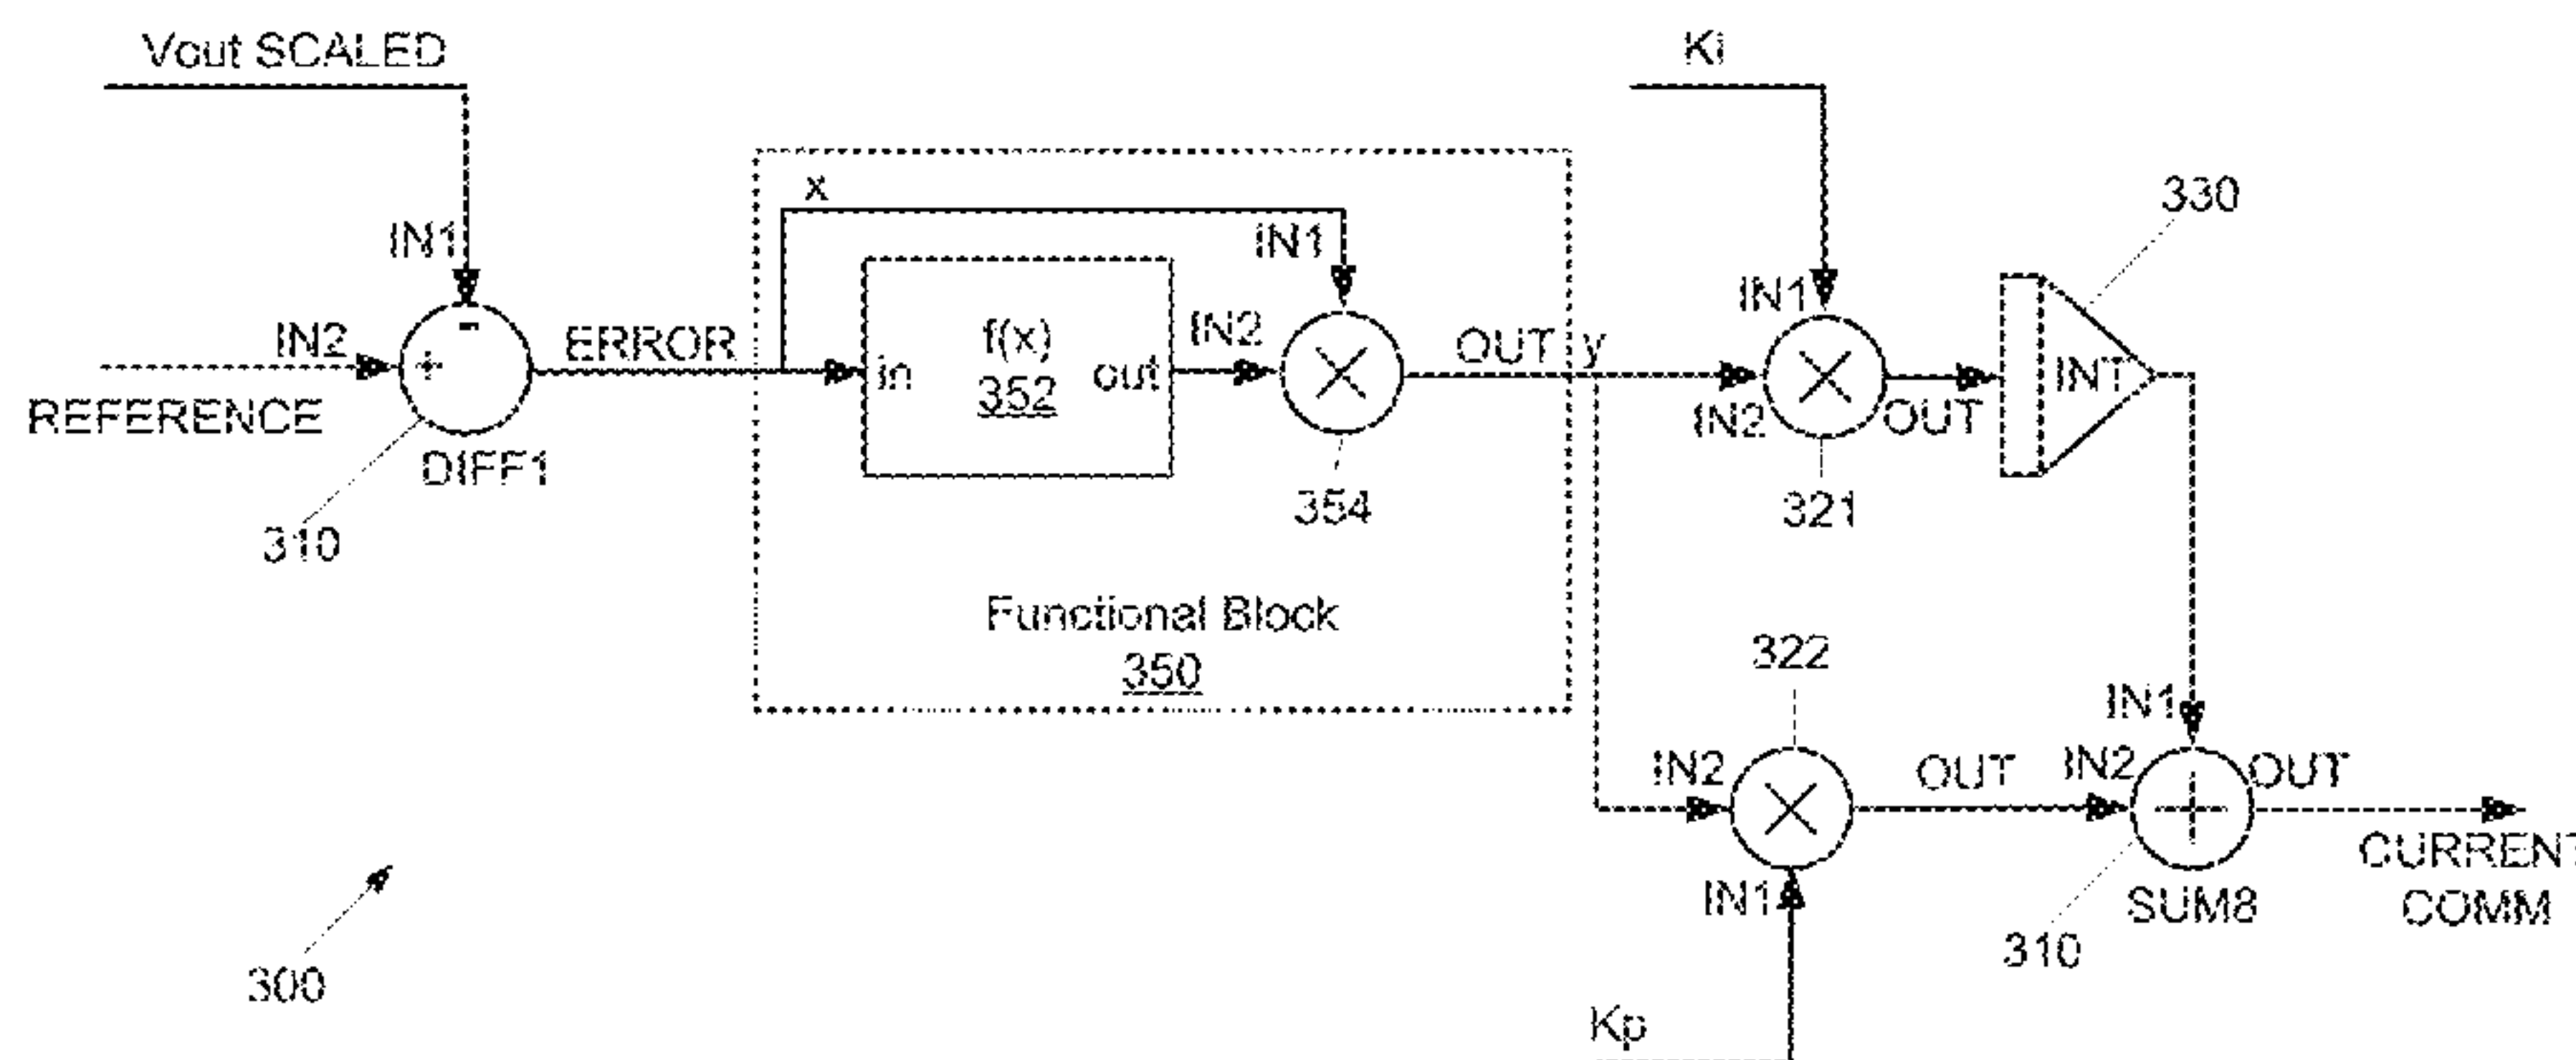 Vout SCALED
Ki
x
330
IN1
IN1
IN1
IN2
+
-
ERROR
in
f(x)
352
out
IN2
OUT
y
INT
REFERENCE
DIFF1
IN2
OUT
310
354
321
Functional Block
350
322
IN1
IN2
OUT
IN2
OUT
CURRENT
COMM
IN1
SUM8
310
300
Kp